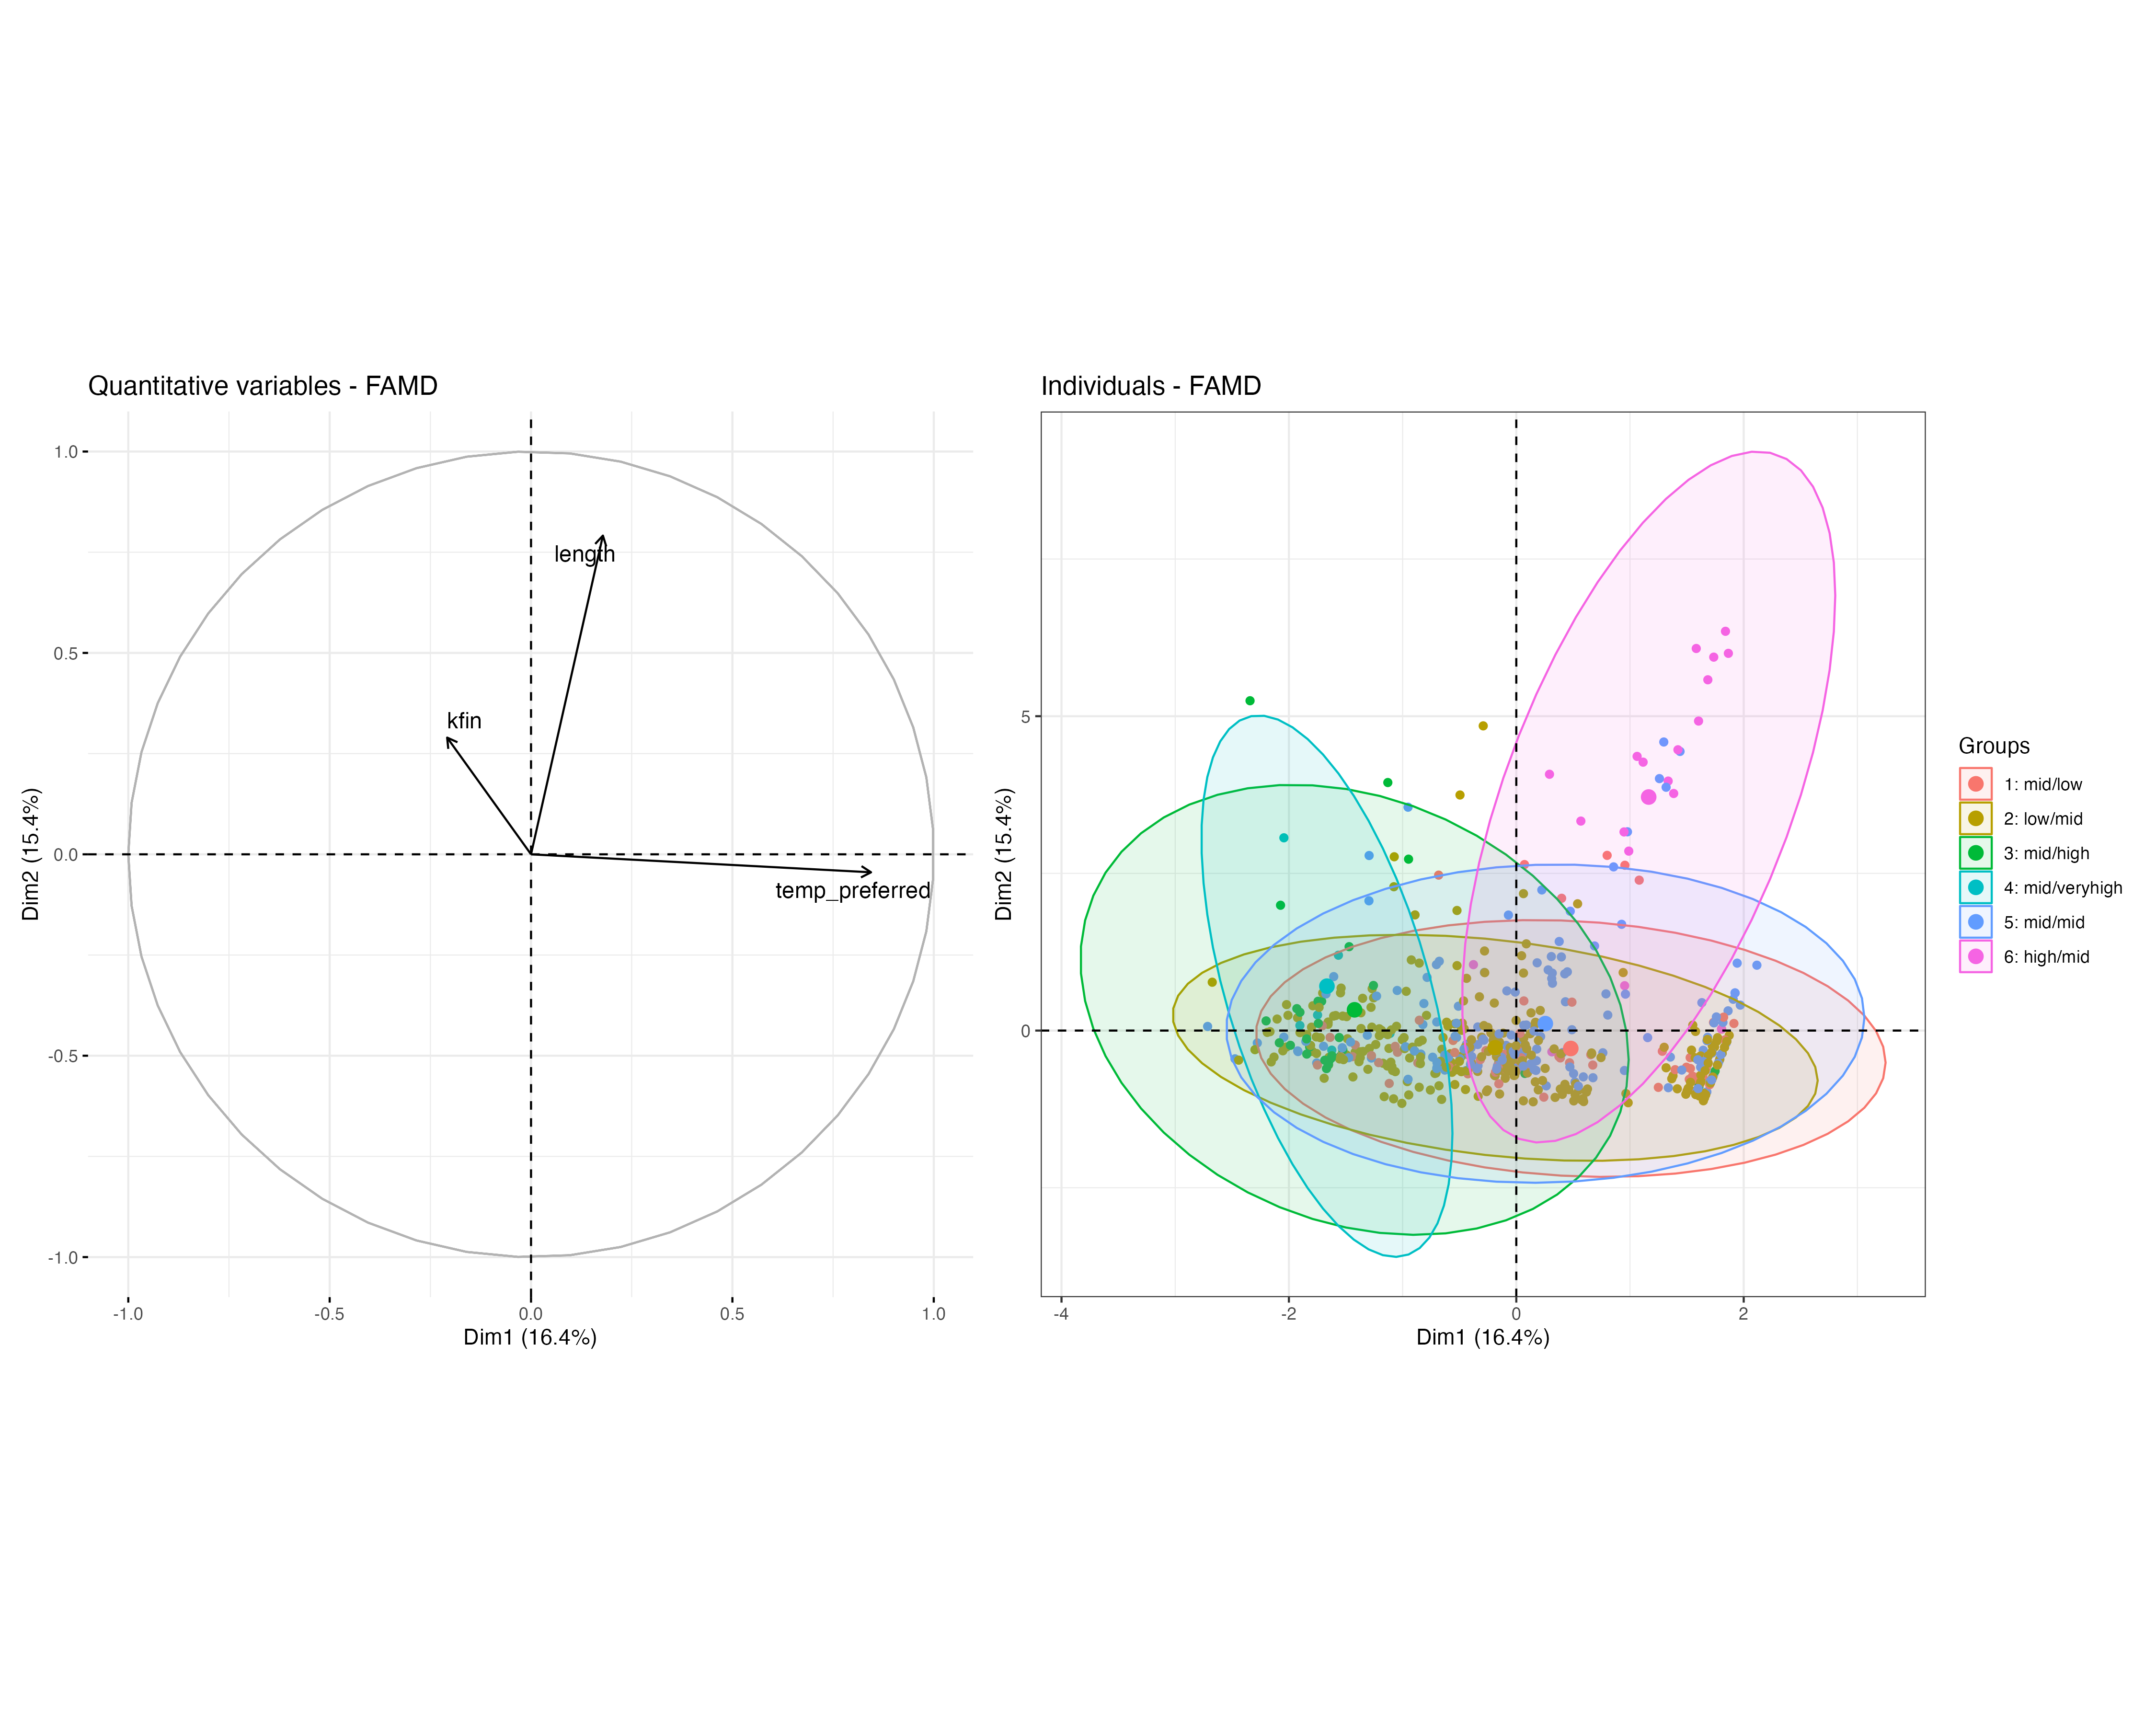 Quantitative variables - FAMD
1.0
0.5
0.0
-0.5
-1.0
Dim2 (15.4%)
length
kfin
temp_preferred
-1.0
-0.5
0.0
0.5
1.0
Dim1 (16.4%)
Individuals - FAMD
5
0
Dim2 (15.4%)
-4
-2
0
2
Dim1 (16.4%)
Groups
1: mid/low
2: low/mid
3: mid/high
4: mid/veryhigh
5: mid/mid
6: high/mid